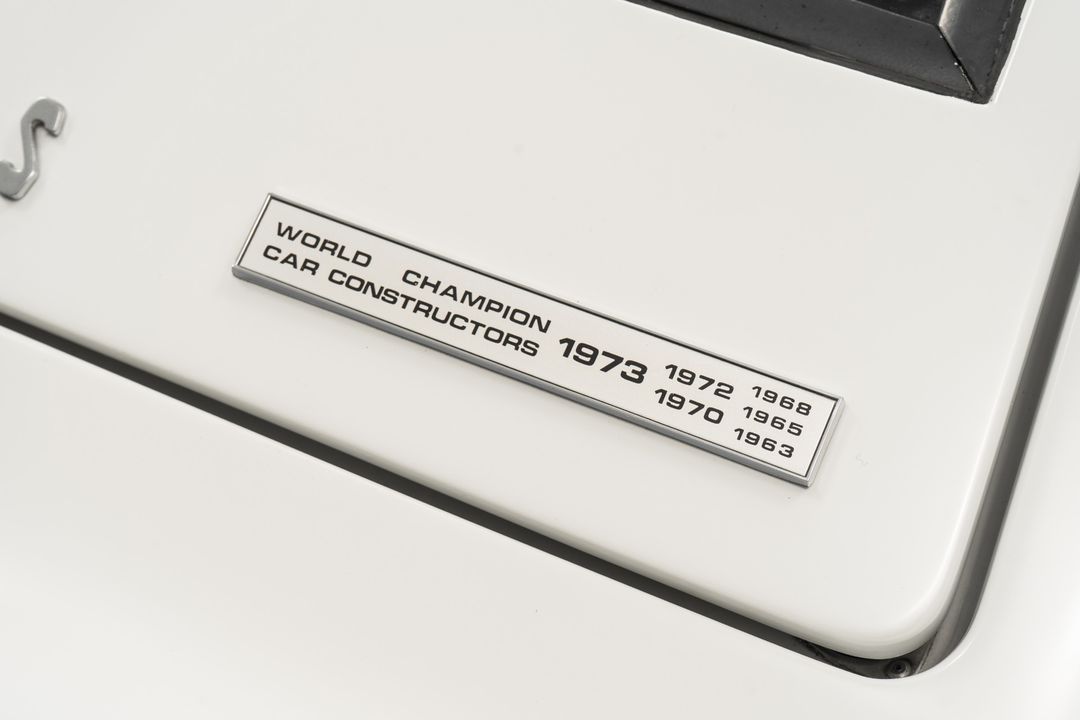 S
WORLD CHAMPION
CAR CONSTRUCTORS
1973
1972 1968
1970 1965
1963